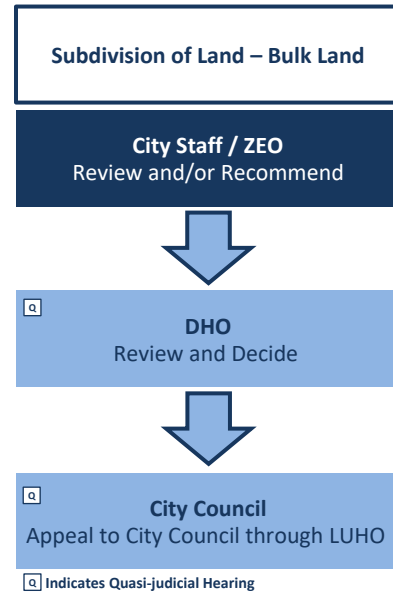 Subdivision of Land – Bulk Land
City Staff / ZEO
Review and/or Recommend
Q
DHO
Review and Decide
Q
City Council
Appeal to City Council through LUHO
Q Indicates Quasi-judicial Hearing